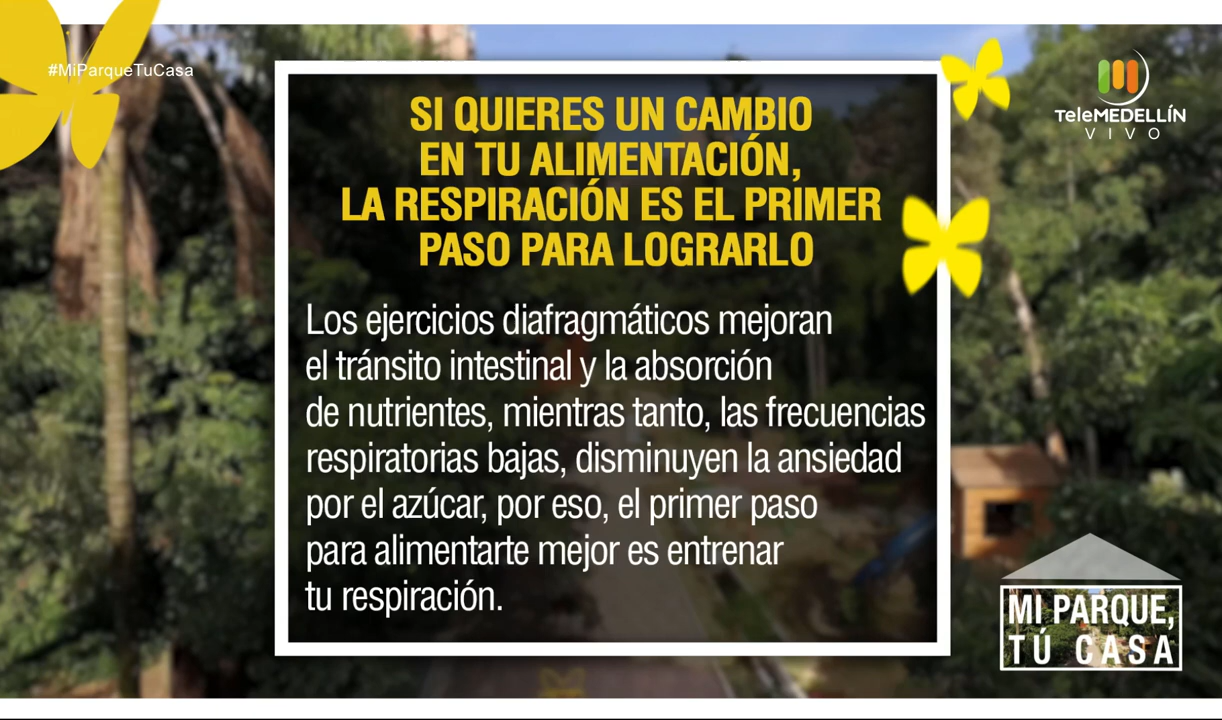 #MiParqueTuCasa
TeleMEDELLÍN
VIVO
SI QUIERES UN CAMBIO
EN TU ALIMENTACIÓN,
LA RESPIRACIÓN ES EL PRIMER
PASO PARA LOGRARLO
Los ejercicios diafragmáticos mejoran
el tránsito intestinal y la absorción
de nutrientes, mientras tanto, las frecuencias
respiratorias bajas, disminuyen la ansiedad
por el azúcar, por eso, el primer paso
para alimentarte mejor es entrenar
tu respiración.
MI PARQUE,
TÚ CASA